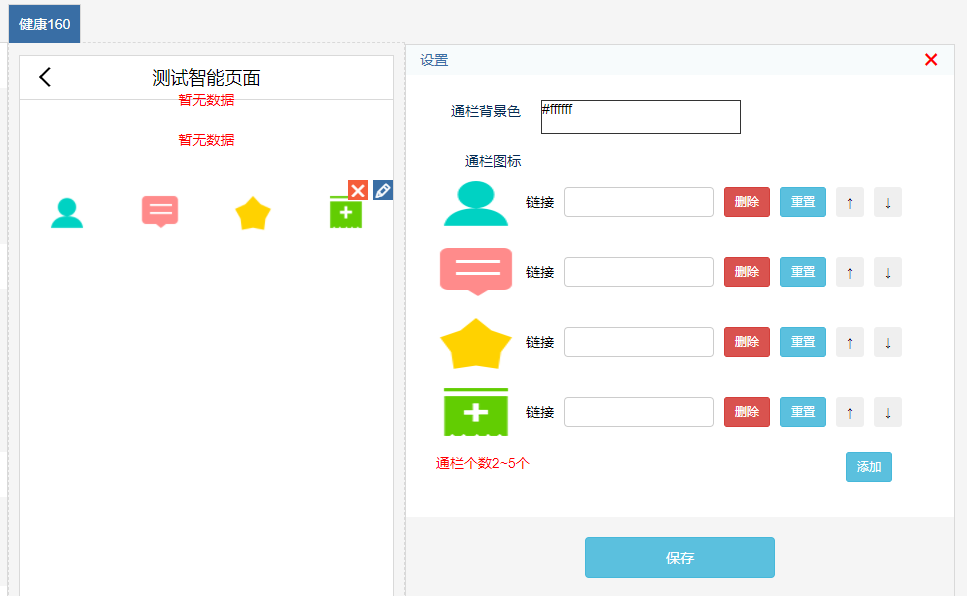 健康160
测试智能页面
暂无数据
暂无数据
设置
通栏背景色 #ffffff
通栏图标
链接 删除 重置 ↑ ↓
链接 删除 重置 ↑ ↓
链接 删除 重置 ↑ ↓
链接 删除 重置 ↑ ↓
通栏个数2~5个 添加
保存